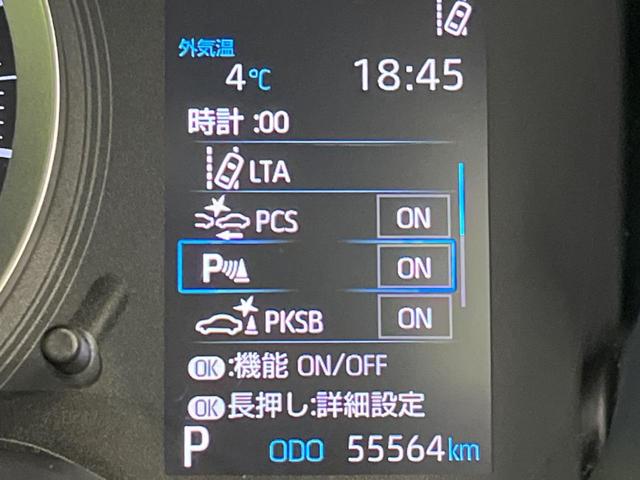 外気温
4℃ 18:45
時計 :00
LTA
PCS ON
P ON
PKSB ON
OK:機能 ON/OFF
OK長押し:詳細設定
P ODO 55564km